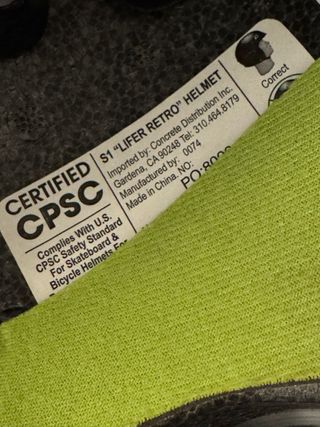 CERTIFIED
CPSC
Complies With U.S.
CPSC Safety Standard
For Skateboard &
Bicycle Helmets For
S1 "LIFER RETRO" HELMET
Imported by: Concrete Distribution Inc.
Gardena, CA 90248 Tel: 310.464.8179
Manufactured by: 0074
Made in China. NO:
Correct